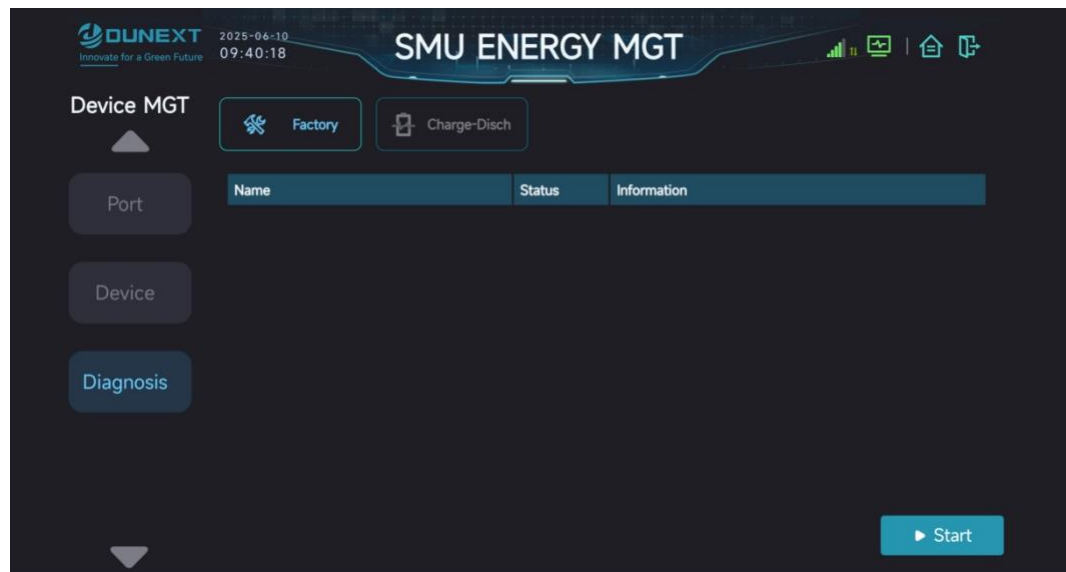 DUNEXT
Innovate for a Green Future
2025-06-10
09:40:18
SMU ENERGY MGT
Device MGT
Factory
Charge-Disch
Name Status Information
Port
Device
Diagnosis
Start